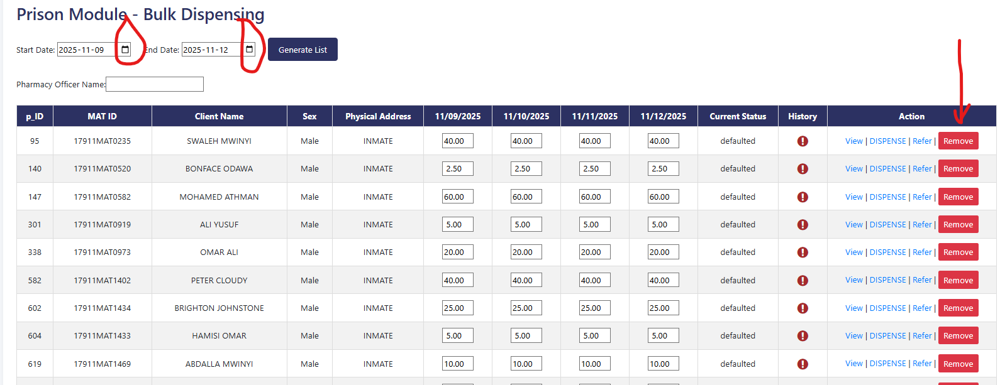 Prison Module - Bulk Dispensing
Start Date: 2025-11-09 End Date: 2025-11-12 Generate List
Pharmacy Officer Name:
p_ID MAT ID Client Name Sex Physical Address 11/09/2025 11/10/2025 11/11/2025 11/12/2025 Current Status History Action
95 17911MAT0235 SWALEH MWINYI Male INMATE 40.00 40.00 40.00 40.00 defaulted View | DISPENSE | Refer | Remove
140 17911MAT0520 BONFACE ODAWA Male INMATE 2.50 2.50 2.50 2.50 defaulted View | DISPENSE | Refer | Remove
147 17911MAT0582 MOHAMED ATHMAN Male INMATE 60.00 60.00 60.00 60.00 defaulted View | DISPENSE | Refer | Remove
301 17911MAT0919 ALI YUSUF Male INMATE 5.00 5.00 5.00 5.00 defaulted View | DISPENSE | Refer | Remove
338 17911MAT0973 OMAR ALI Male INMATE 20.00 20.00 20.00 20.00 defaulted View | DISPENSE | Refer | Remove
582 17911MAT1402 PETER CLOUDY Male INMATE 40.00 40.00 40.00 40.00 defaulted View | DISPENSE | Refer | Remove
602 17911MAT1434 BRIGHTON JOHNSTONE Male INMATE 25.00 25.00 25.00 25.00 defaulted View | DISPENSE | Refer | Remove
604 17911MAT1433 HAMISI OMAR Male INMATE 5.00 5.00 5.00 5.00 defaulted View | DISPENSE | Refer | Remove
619 17911MAT1469 ABDALLA MWINYI Male INMATE 10.00 10.00 10.00 10.00 defaulted View | DISPENSE | Refer | Remove